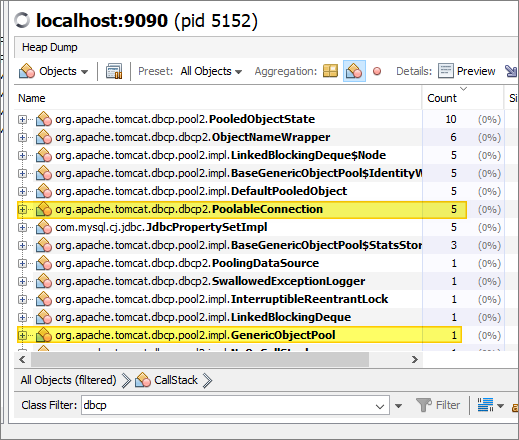 localhost:9090 (pid 5152)
Heap Dump
Objects Preset: All Objects Aggregation: Details: Preview
Name Count Si
org.apache.tomcat.dbcp.pool2.PooledObjectState 10 (0%)
org.apache.tomcat.dbcp.dbcp2.ObjectNameWrapper 6 (0%)
org.apache.tomcat.dbcp.pool2.impl.LinkedBlockingDeque$Node 5 (0%)
org.apache.tomcat.dbcp.pool2.impl.BaseGenericObjectPool$IdentityW 5 (0%)
org.apache.tomcat.dbcp.pool2.impl.DefaultPooledObject 5 (0%)
org.apache.tomcat.dbcp.dbcp2.PoolableConnection 5 (0%)
com.mysql.cj.jdbc.JdbcPropertySetImpl 5 (0%)
org.apache.tomcat.dbcp.pool2.impl.BaseGenericObjectPool$StatsStor 3 (0%)
org.apache.tomcat.dbcp.dbcp2.PoolingDataSource 1 (0%)
org.apache.tomcat.dbcp.dbcp2.SwallowedExceptionLogger 1 (0%)
org.apache.tomcat.dbcp.pool2.impl.InterruptibleReentrantLock 1 (0%)
org.apache.tomcat.dbcp.pool2.impl.LinkedBlockingDeque 1 (0%)
org.apache.tomcat.dbcp.pool2.impl.GenericObjectPool 1 (0%)
All Objects (filtered) CallStack
Class Filter: dbcp Filter